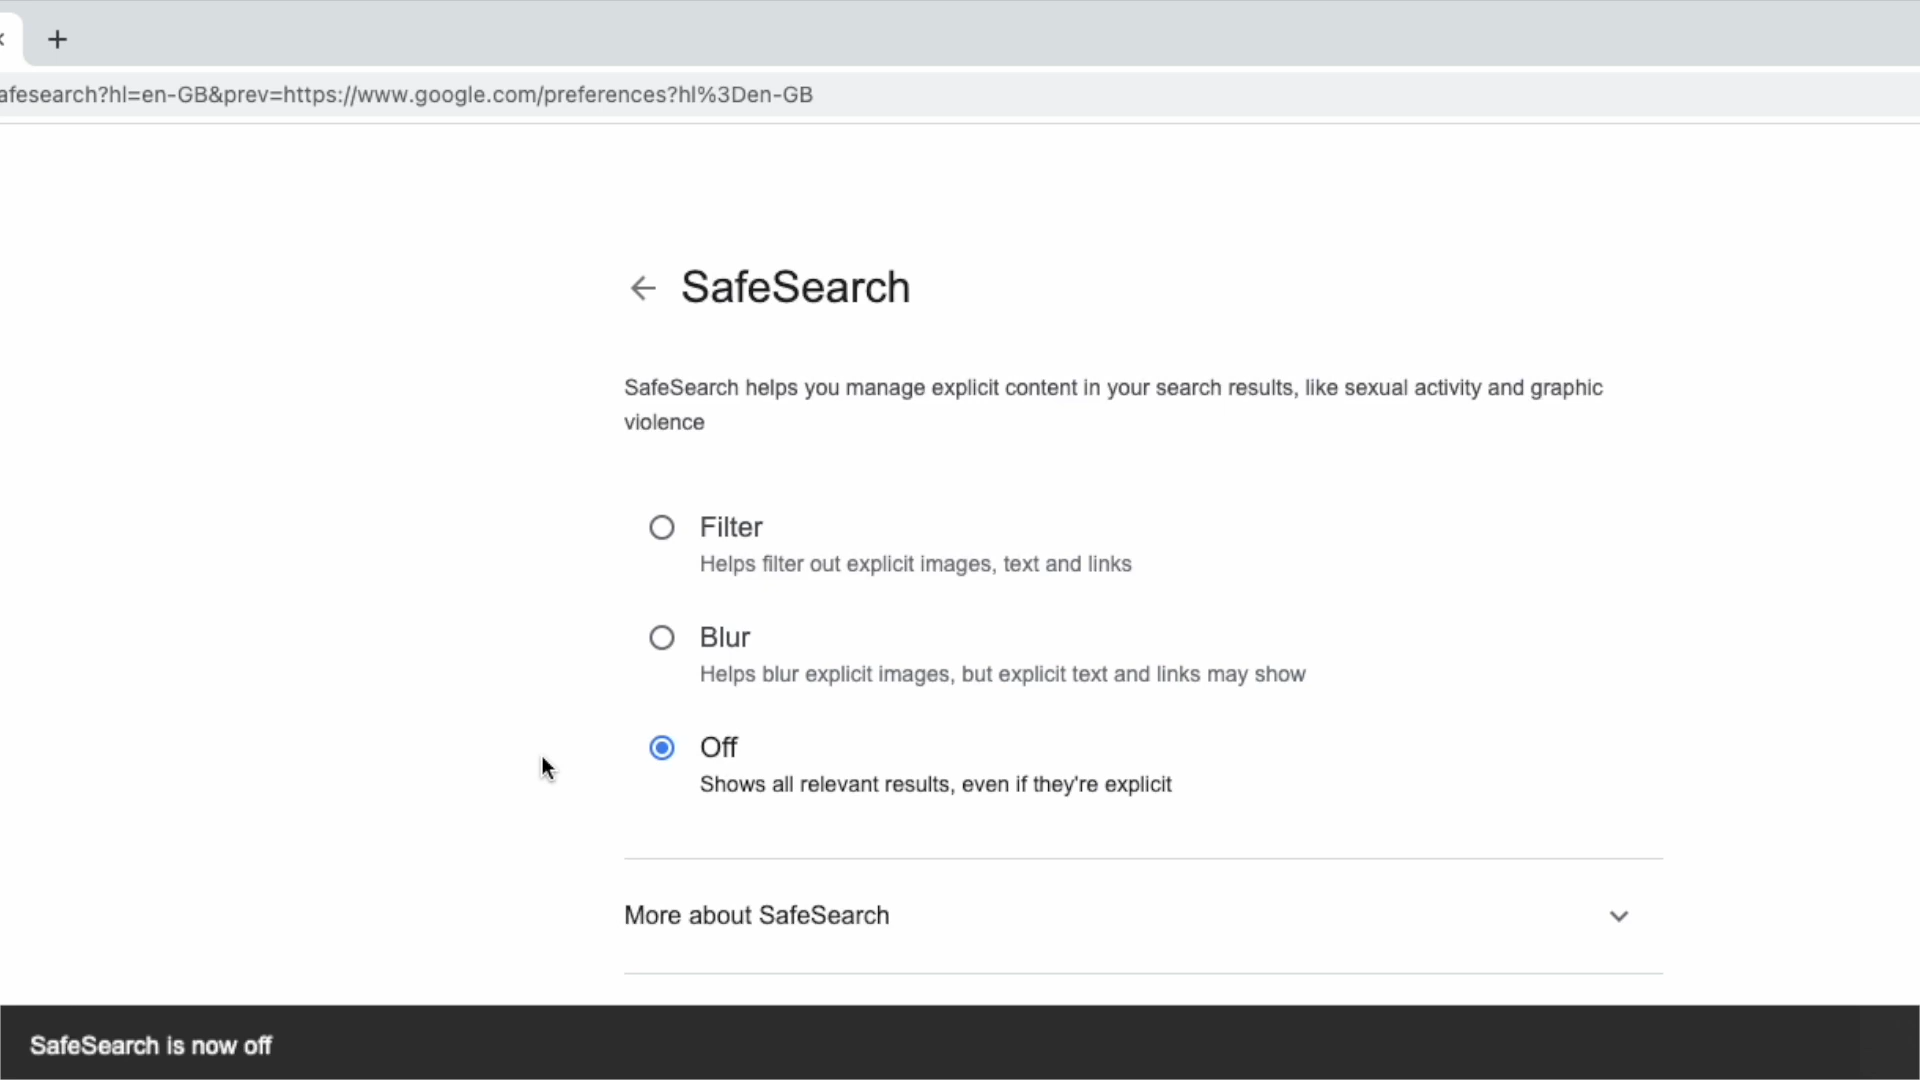 afesearch?hl=en-GB&prev=https://www.google.com/preferences?hl%3Den-GB
SafeSearch
SafeSearch helps you manage explicit content in your search results, like sexual activity and graphic
violence
Filter
Helps filter out explicit images, text and links
Blur
Helps blur explicit images, but explicit text and links may show
Off
Shows all relevant results, even if they're explicit
More about SafeSearch
SafeSearch is now off